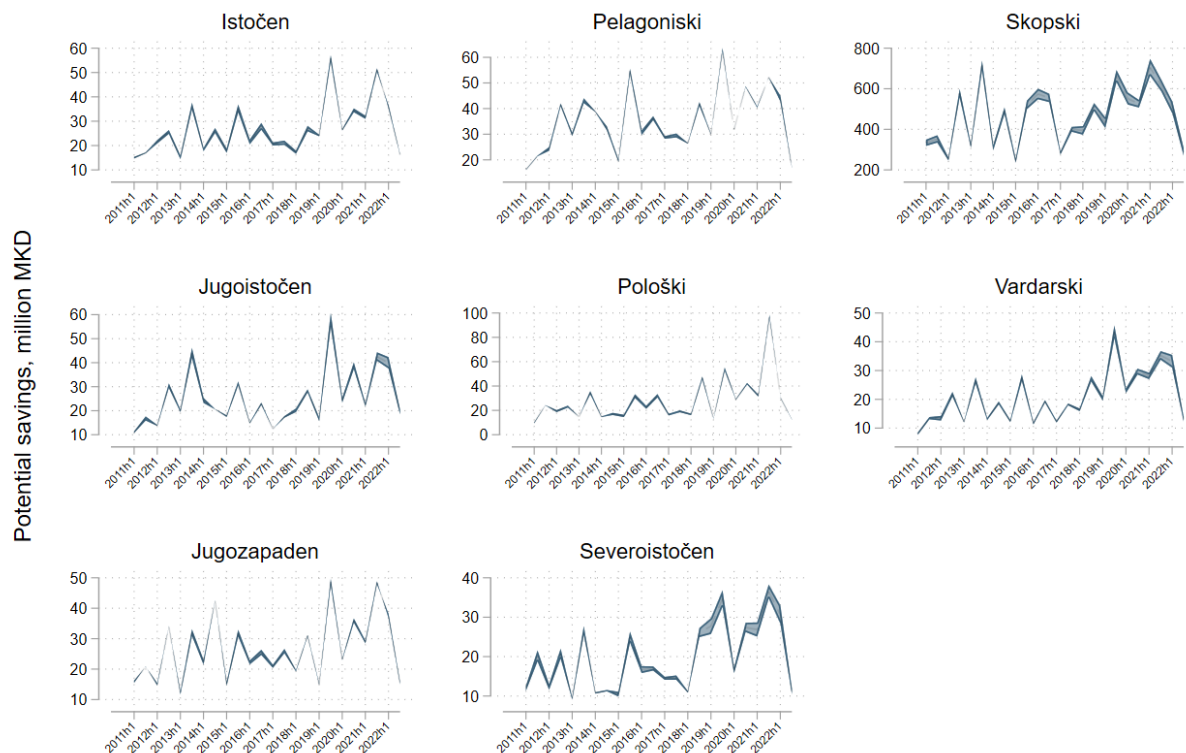 Potential savings, million MKD
Istočen
60
50
40
30
20
10
2011h1
2012h1
2013h1
2014h1
2015h1
2016h1
2017h1
2018h1
2019h1
2020h1
2021h1
2022h1
Pelagoniski
60
50
40
30
20
2011h1
2012h1
2013h1
2014h1
2015h1
2016h1
2017h1
2018h1
2019h1
2020h1
2021h1
2022h1
Skopski
800
600
400
200
2011h1
2012h1
2013h1
2014h1
2015h1
2016h1
2017h1
2018h1
2019h1
2020h1
2021h1
2022h1
Jugoistočen
60
50
40
30
20
10
2011h1
2012h1
2013h1
2014h1
2015h1
2016h1
2017h1
2018h1
2019h1
2020h1
2021h1
2022h1
Pološki
100
80
60
40
20
0
2011h1
2012h1
2013h1
2014h1
2015h1
2016h1
2017h1
2018h1
2019h1
2020h1
2021h1
2022h1
Vardarski
50
40
30
20
10
2011h1
2012h1
2013h1
2014h1
2015h1
2016h1
2017h1
2018h1
2019h1
2020h1
2021h1
2022h1
Jugozapaden
50
40
30
20
10
2011h1
2012h1
2013h1
2014h1
2015h1
2016h1
2017h1
2018h1
2019h1
2020h1
2021h1
2022h1
Severoistočen
40
30
20
10
2011h1
2012h1
2013h1
2014h1
2015h1
2016h1
2017h1
2018h1
2019h1
2020h1
2021h1
2022h1